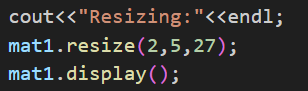 cout<<"Resizing:"<<endl;
mat1.resize(2,5,27);
mat1.display();